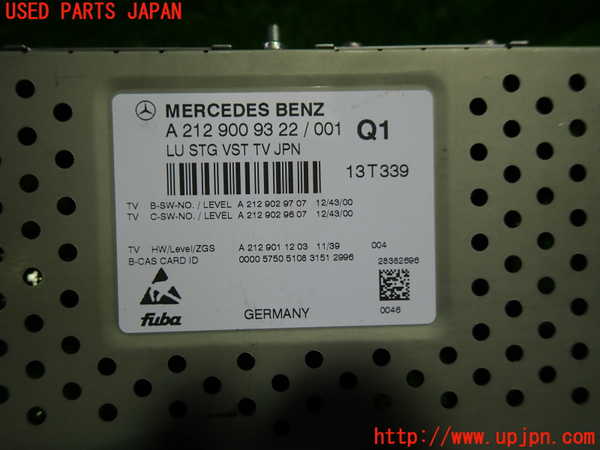 USED PARTS JAPAN
MERCEDES BENZ
A 212 900 93 22 / 001 Q1
LU STG VST TV JPN
13T339
TV B-SW-NO. / LEVEL A 212 902 97 07 12/43/00
TV C-SW-NO. / LEVEL A 212 902 96 07 12/43/00
TV HW/Level/ZGS A 212 901 12 03 11/39 004
B-CAS CARD ID 0000 5750 5108 3151 2996 28382696
fuba
GERMANY
0046
http://www.upjpn.com/